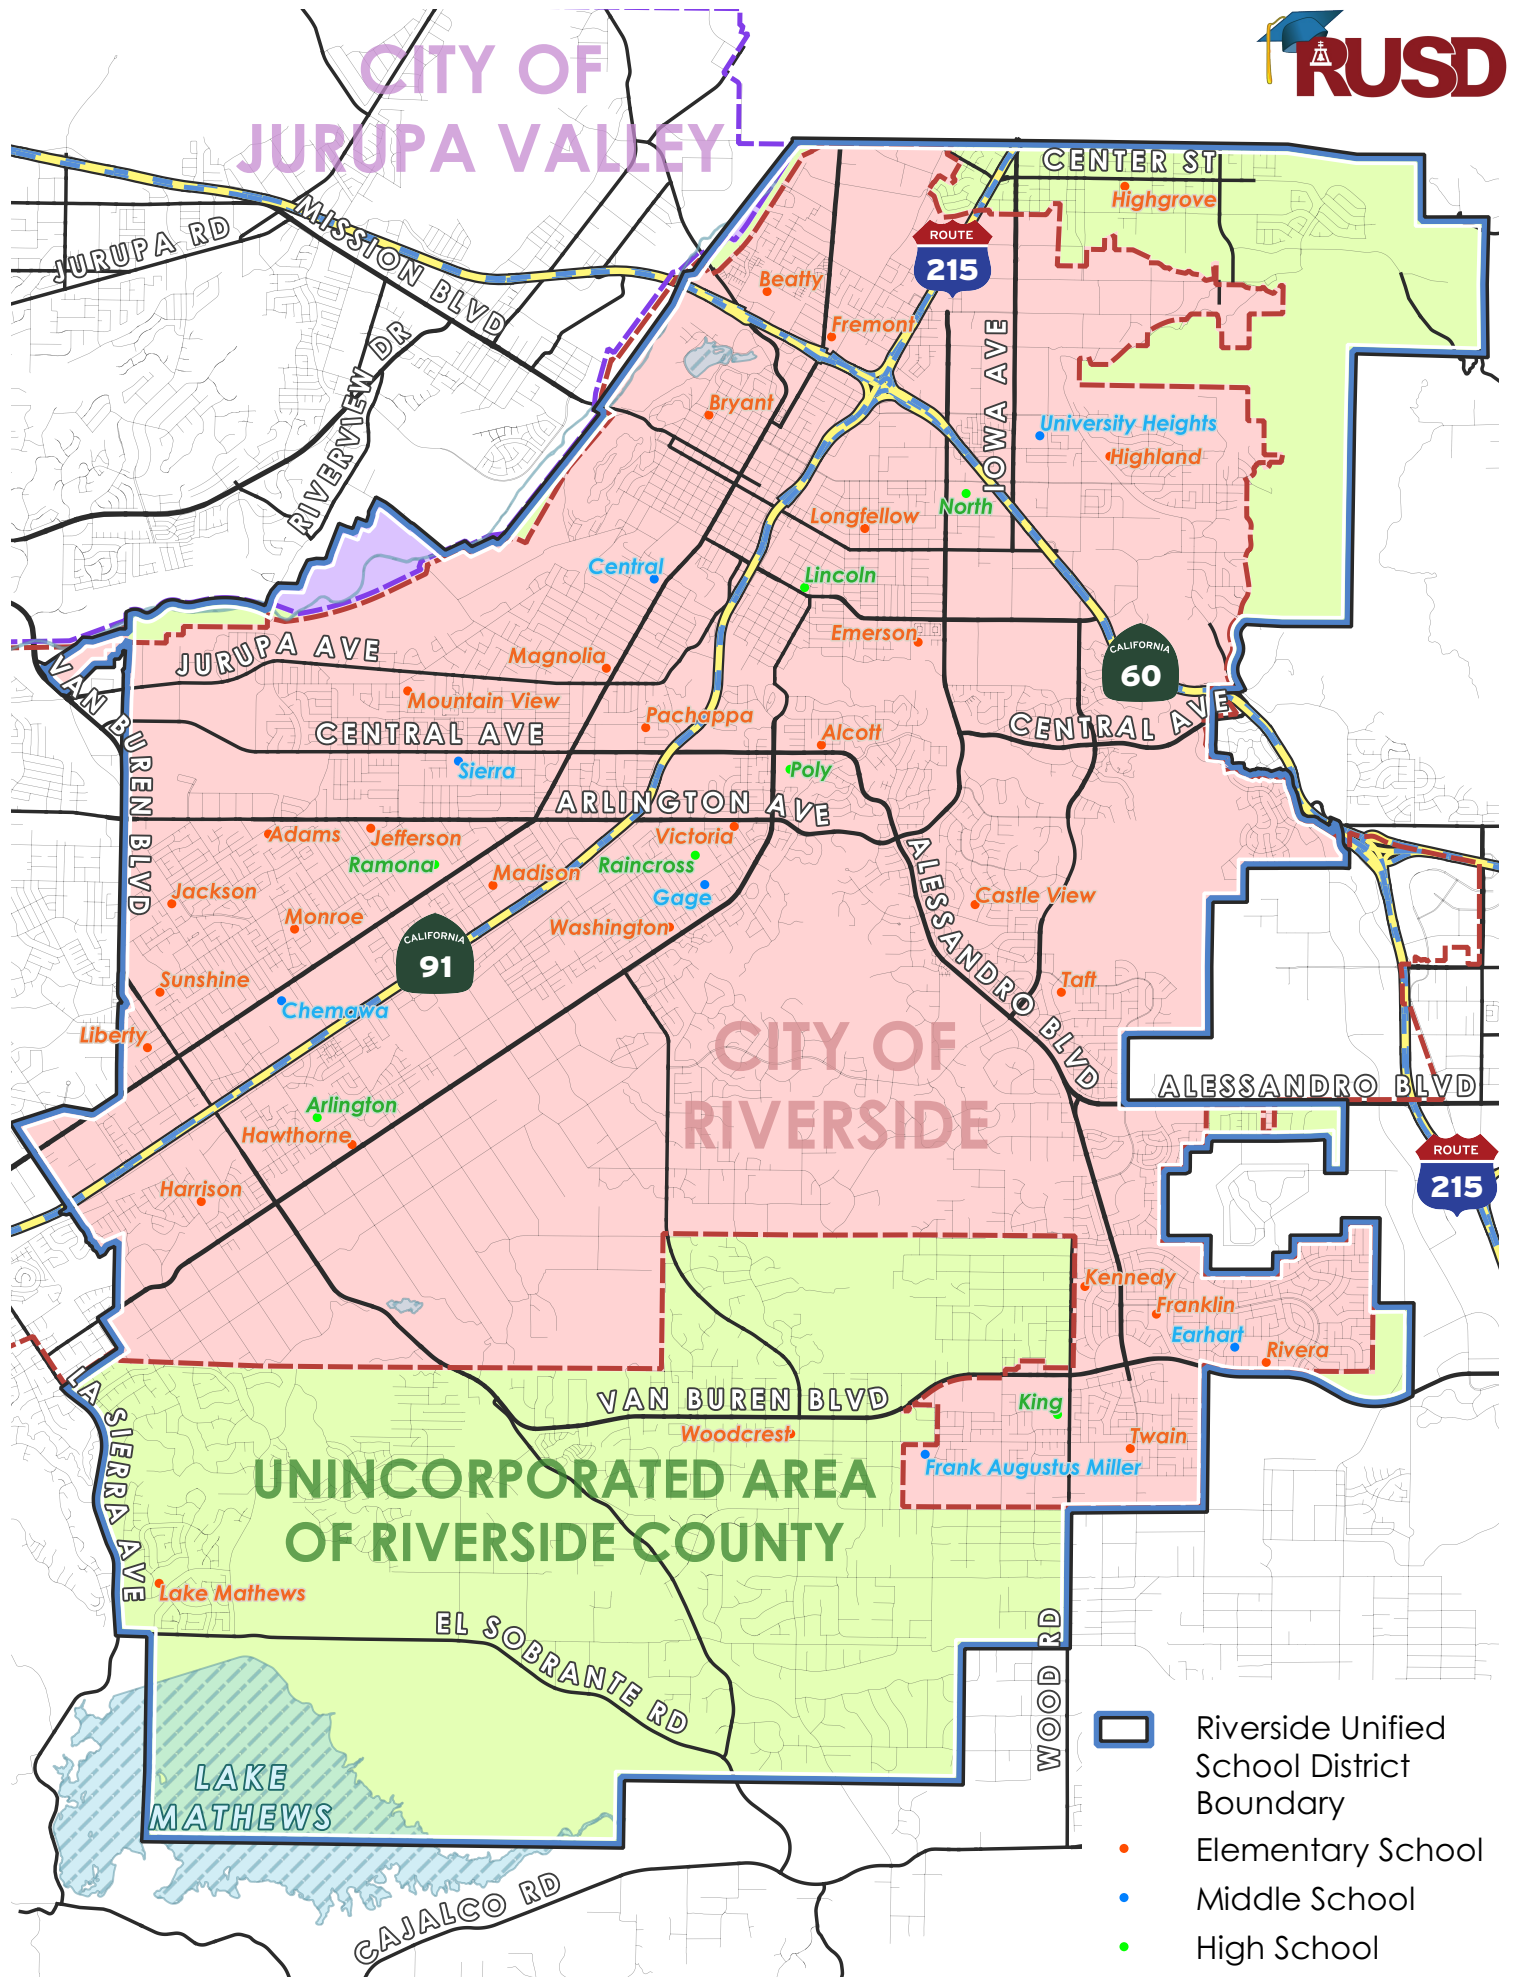 RUSD
CITY OF
JURUPA VALLEY
CENTER ST
Highgrove
MISSION BLVD
JURUPA RD
ROUTE
215
Beatty
Fremont
IOWA AVE
RIVERVIEW DR
Bryant
University Heights
Highland
North
Longfellow
Central
Lincoln
Emerson
JURUPA AVE
Magnolia
CALIFORNIA
60
VAN BUREN BLVD
Mountain View
CENTRAL AVE
Pachappa
Alcott
CENTRAL AVE
Sierra
Poly
ARLINGTON AVE
Adams
Jefferson
Victoria
Ramona
Madison
Raincross
Gage
Jackson
Castle View
ALESSANDRO BLVD
Monroe
Washington
CALIFORNIA
91
Sunshine
Taft
Chemawa
Liberty
CITY OF
RIVERSIDE
ALESSANDRO BLVD
Arlington
Hawthorne
ROUTE
215
Harrison
Kennedy
Franklin
Earhart
Rivera
LA SIERRA AVE
VAN BUREN BLVD
King
Woodcrest
Twain
Frank Augustus Miller
UNINCORPORATED AREA
OF RIVERSIDE COUNTY
Lake Mathews
EL SOBRANTE RD
WOOD RD
LAKE
MATHEWS
CAJALCO RD
Riverside Unified
School District
Boundary
Elementary School
Middle School
High School